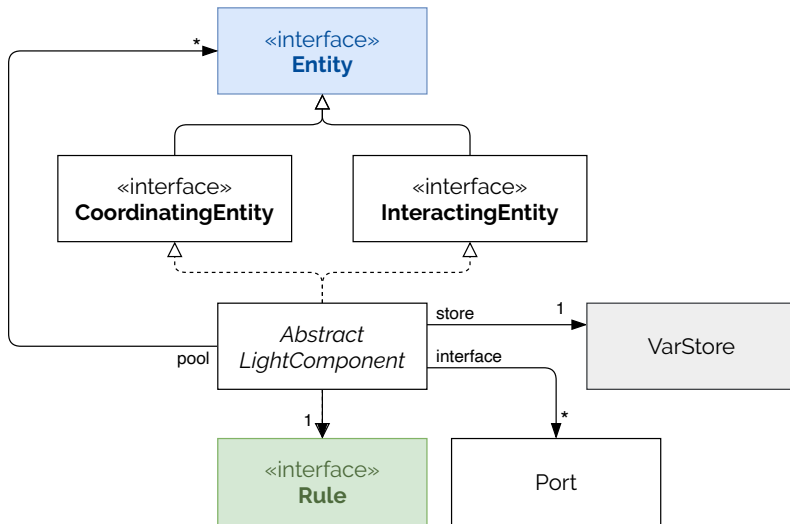 «interface»
Entity
*
«interface»
CoordinatingEntity
«interface»
InteractingEntity
Abstract
LightComponent
pool
store
1
interface
*
VarStore
1
«interface»
Rule
Port